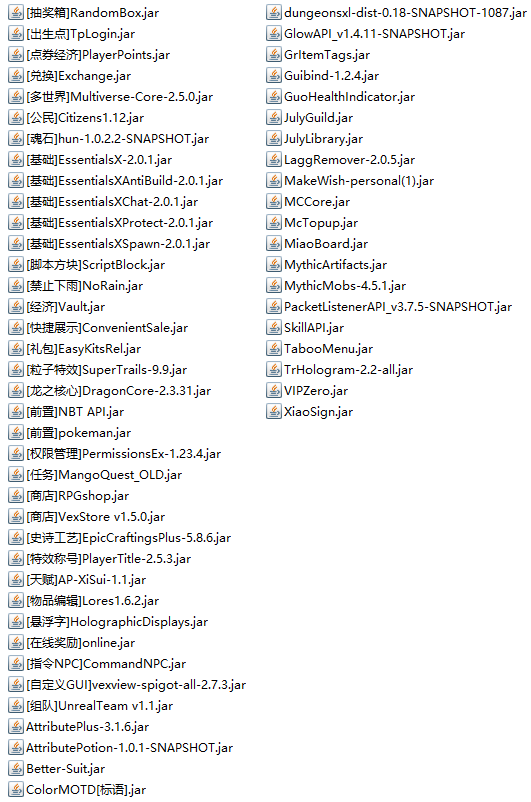 [抽奖箱]RandomBox.jar
[出生点]TpLogin.jar
[点券经济]PlayerPoints.jar
[兑换]Exchange.jar
[多世界]Multiverse-Core-2.5.0.jar
[公民]Citizens1.12.jar
[魂石]hun-1.0.2.2-SNAPSHOT.jar
[基础]EssentialsX-2.0.1.jar
[基础]EssentialsXAntiBuild-2.0.1.jar
[基础]EssentialsXChat-2.0.1.jar
[基础]EssentialsXProtect-2.0.1.jar
[基础]EssentialsXSpawn-2.0.1.jar
[脚本方块]ScriptBlock.jar
[禁止下雨]NoRain.jar
[经济]Vault.jar
[快捷展示]ConvenientSale.jar
[礼包]EasyKitsRel.jar
[粒子特效]SuperTrails-9.9.jar
[龙之核心]DragonCore-2.3.31.jar
[前置]NBT API.jar
[前置]pokeman.jar
[权限管理]PermissionsEx-1.23.4.jar
[任务]MangoQuest_OLD.jar
[商店]RPGshop.jar
[商店]VexStore v1.5.0.jar
[史诗工艺]EpicCraftingsPlus-5.8.6.jar
[特效称号]PlayerTitle-2.5.3.jar
[天赋]AP-XiSui-1.1.jar
[物品编辑]Lores1.6.2.jar
[悬浮字]HolographicDisplays.jar
[在线奖励]online.jar
[指令NPC]CommandNPC.jar
[自定义GUI]vexview-spigot-all-2.7.3.jar
[组队]UnrealTeam v1.1.jar
AttributePlus-3.1.6.jar
AttributePotion-1.0.1-SNAPSHOT.jar
Better-Suit.jar
ColorMOTD[标语].jar
dungeonsxl-dist-0.18-SNAPSHOT-1087.jar
GlowAPI_v1.4.11-SNAPSHOT.jar
GrItemTags.jar
Guibind-1.2.4.jar
GuoHealthIndicator.jar
JulyGuild.jar
JulyLibrary.jar
LaggRemover-2.0.5.jar
MakeWish-personal(1).jar
MCCore.jar
McTopup.jar
MiaoBoard.jar
MythicArtifacts.jar
MythicMobs-4.5.1.jar
PacketListenerAPI_v3.7.5-SNAPSHOT.jar
SkillAPI.jar
TabooMenu.jar
TrHologram-2.2-all.jar
VIPZero.jar
XiaoSign.jar